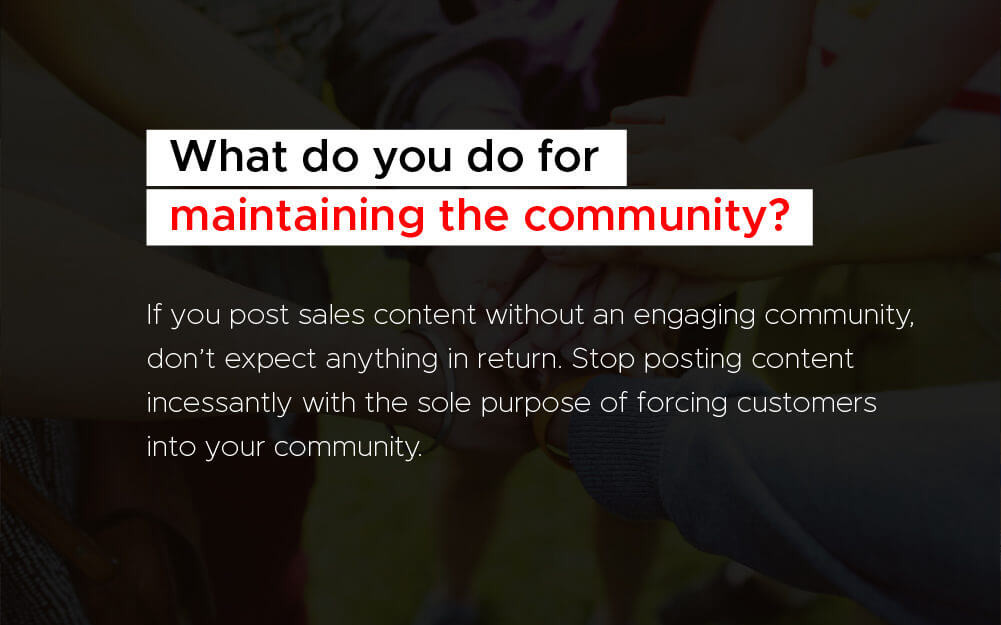 What do you do for
maintaining the community?
If you post sales content without an engaging community,
don’t expect anything in return. Stop posting content
incessantly with the sole purpose of forcing customers
into your community.